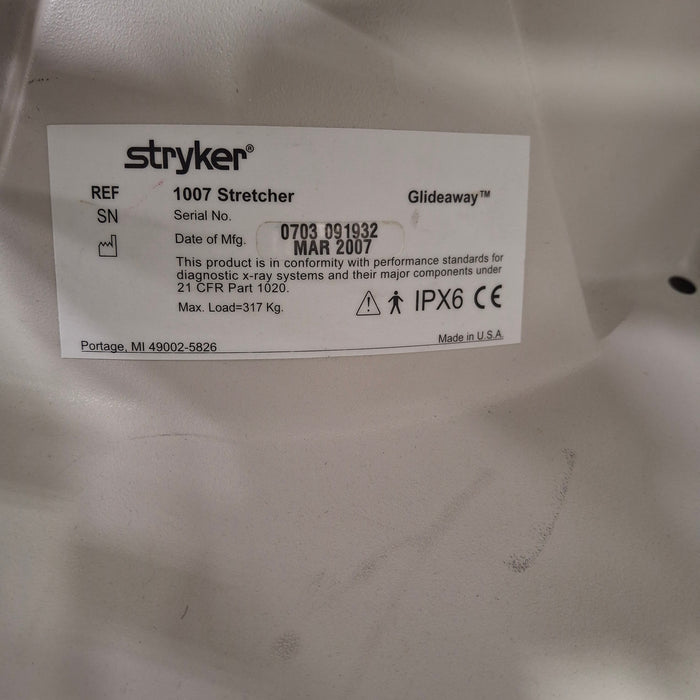 stryker®
REF 1007 Stretcher Glideaway™
SN Serial No. 0703 091932
Date of Mfg. MAR 2007
This product is in conformity with performance standards for
diagnostic x-ray systems and their major components under
21 CFR Part 1020.
Max. Load=317 Kg. IPX6 CE
Portage, MI 49002-5826 Made in U.S.A.